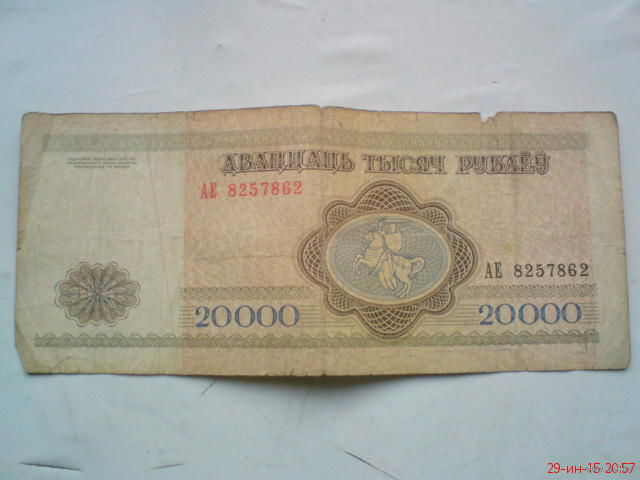 ДВАЦЦАЦЬ ТЫСЯЧ РУБЛЁЎ
АЕ 8257862
АЕ 8257862
20000 20000
29-ин-15 20:57